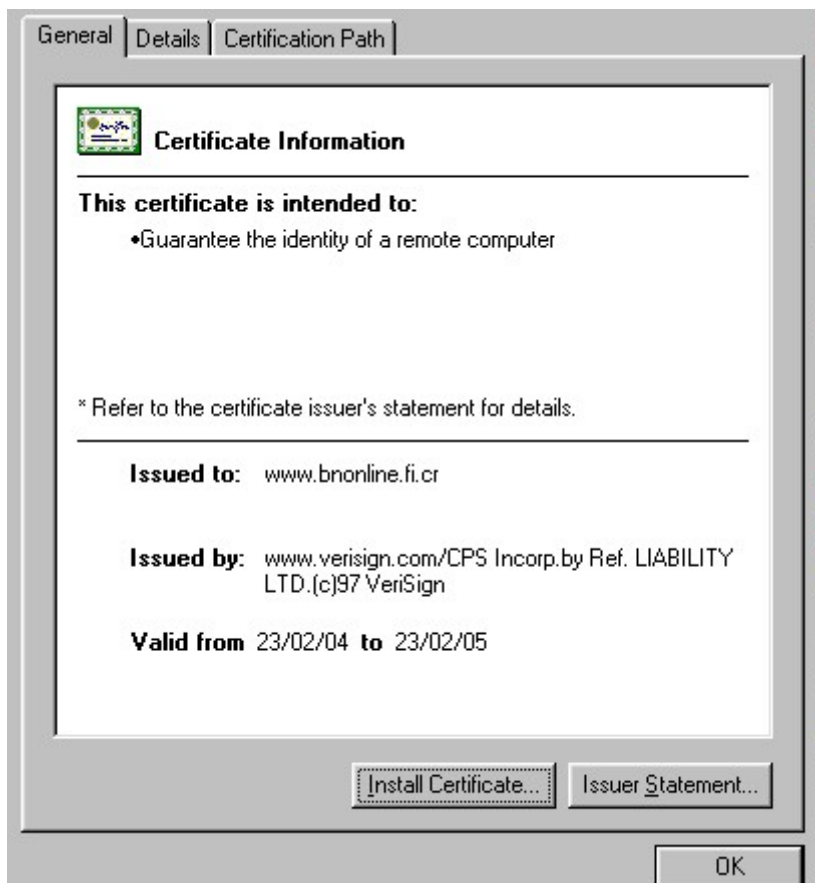 General Details Certification Path
Certificate Information
This certificate is intended to:
•Guarantee the identity of a remote computer
* Refer to the certificate issuer's statement for details.
Issued to: www.bnonline.fi.cr
Issued by: www.verisign.com/CPS Incorp.by Ref. LIABILITY
LTD.(c)97 VeriSign
Valid from 23/02/04 to 23/02/05
Install Certificate... Issuer Statement...
OK